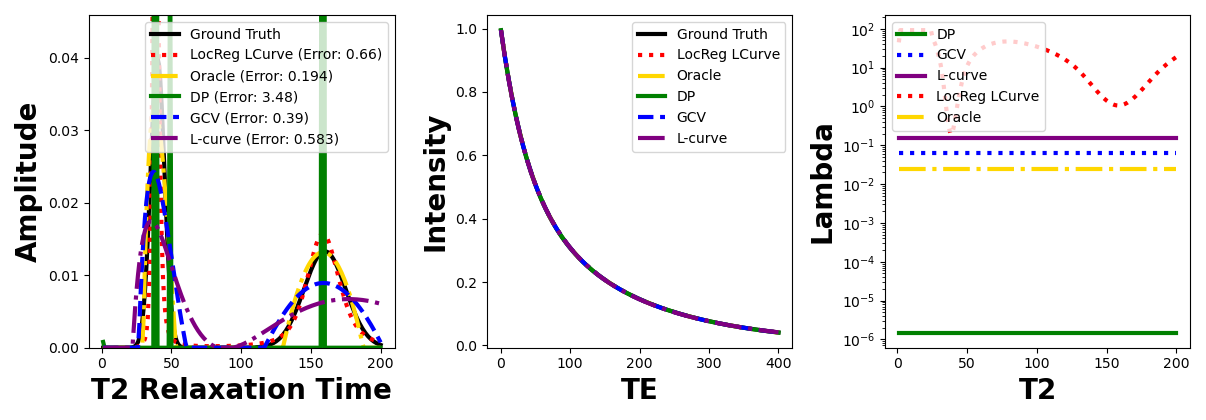 Amplitude
0.04
0.03
0.02
0.01
0.00
0
50
100
150
200
T2 Relaxation Time
Ground Truth
LocReg LCurve (Error: 0.66)
Oracle (Error: 0.194)
DP (Error: 3.48)
GCV (Error: 0.39)
L-curve (Error: 0.583)
Intensity
1.0
0.8
0.6
0.4
0.2
0.0
0
100
200
300
400
TE
Ground Truth
LocReg LCurve
Oracle
DP
GCV
L-curve
Lambda
10²
10¹
10⁰
10⁻¹
10⁻²
10⁻³
10⁻⁴
10⁻⁵
10⁻⁶
0
50
100
150
200
T2
DP
GCV
L-curve
LocReg LCurve
Oracle